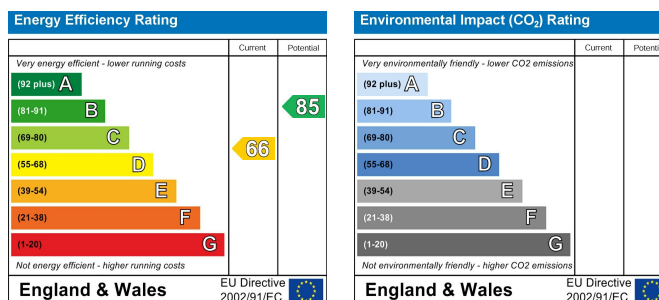 Energy Efficiency Rating
Current Potential
Very energy efficient - lower running costs
(92 plus) A
(81-91) B
(69-80) C
(55-68) D
(39-54) E
(21-38) F
(1-20) G
66
85
Not energy efficient - higher running costs
England & Wales
EU Directive
2002/91/EC
Environmental Impact (CO₂) Rating
Current Potenti
Very environmentally friendly - lower CO2 emissions
(92 plus) A
(81-91) B
(69-80) C
(55-68) D
(39-54) E
(21-38) F
(1-20) G
Not environmentally friendly - higher CO2 emissions
England & Wales
EU Directive
2002/91/EC